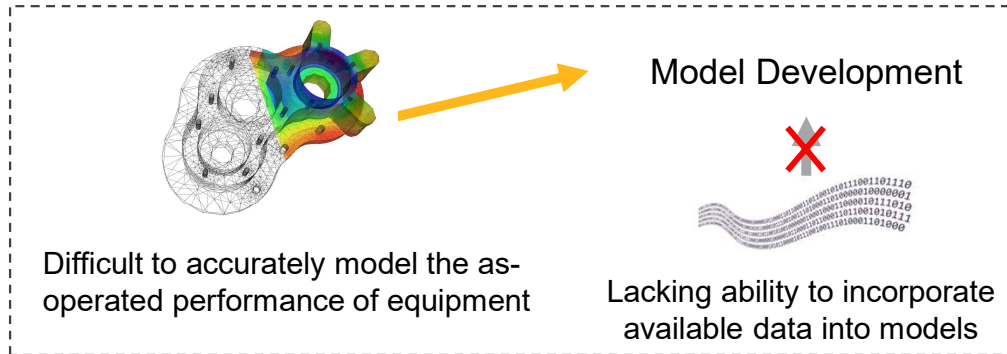 Model Development
Difficult to accurately model the as-
operated performance of equipment
Lacking ability to incorporate
available data into models